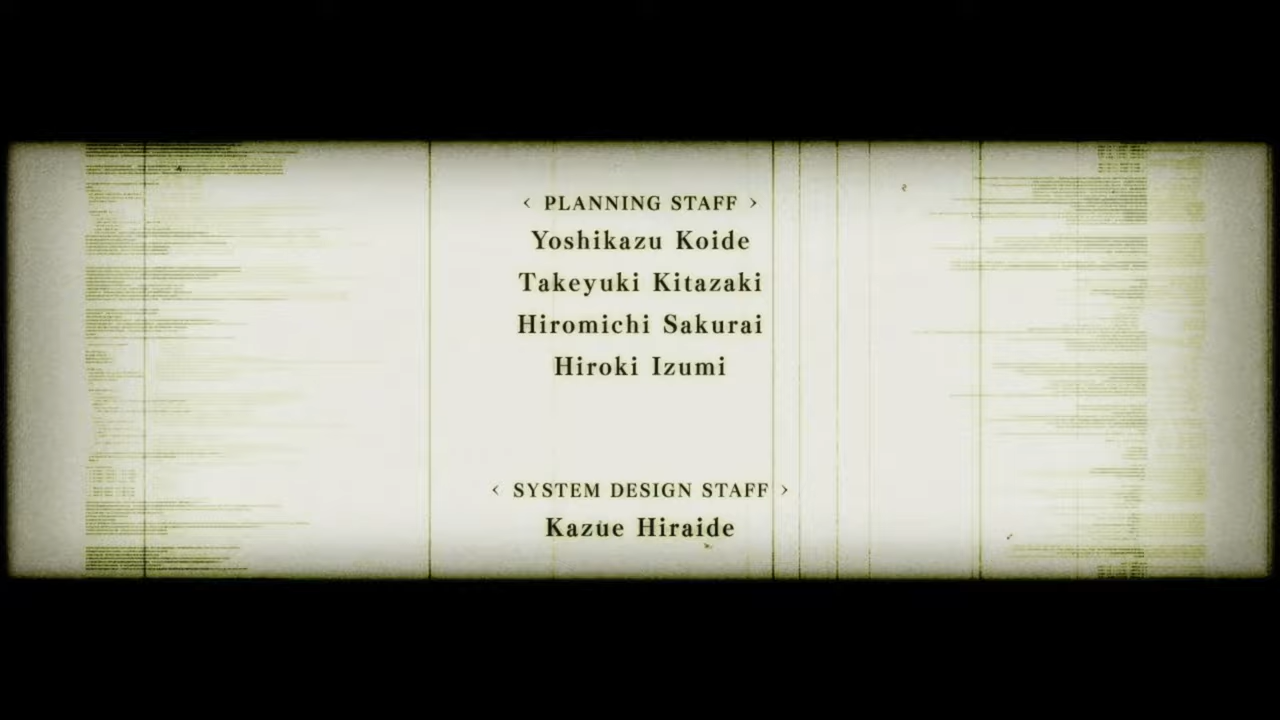 ‹ PLANNING STAFF ›
Yoshikazu Koide
Takeyuki Kitazaki
Hiromichi Sakurai
Hiroki Izumi
‹ SYSTEM DESIGN STAFF ›
Kazue Hiraide